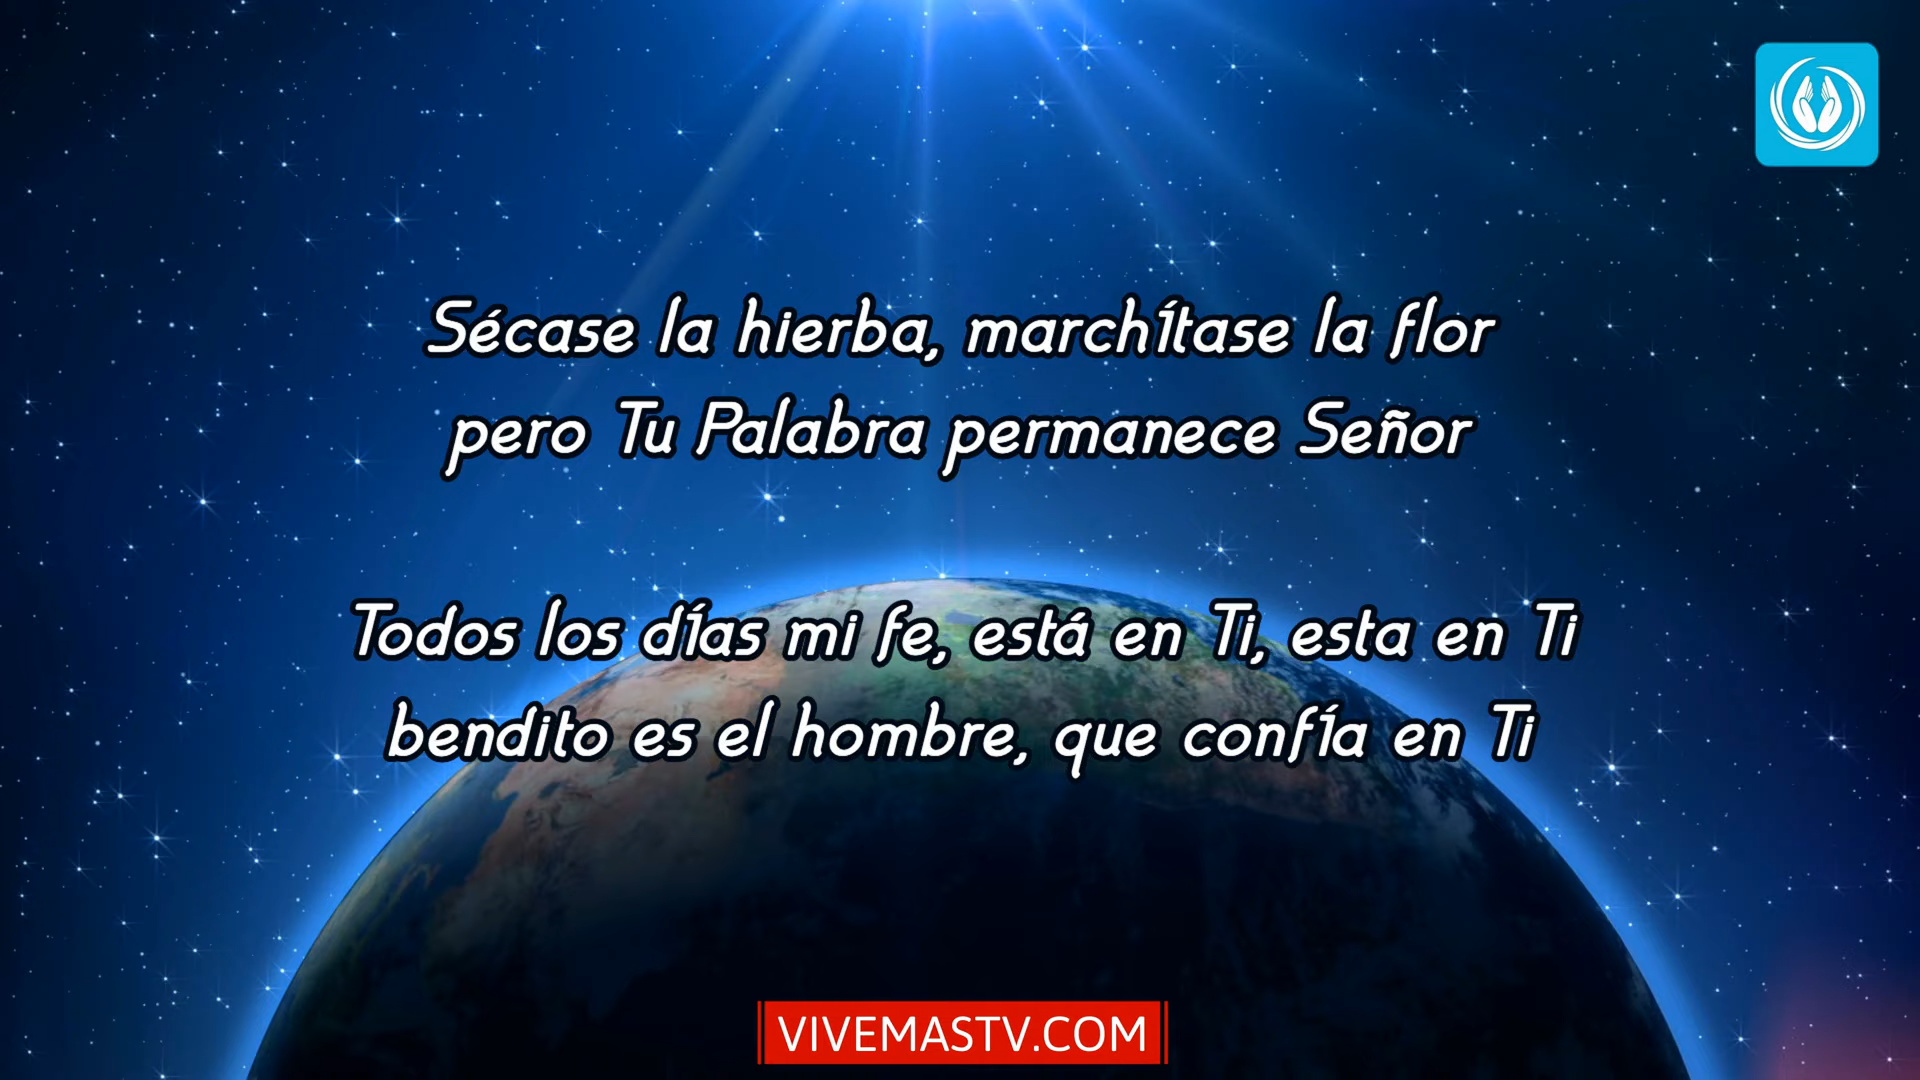 Sécase la hierba, marchítase la flor
pero Tu Palabra permanece Señor
Todos los días mi fe, está en Ti, esta en Ti
bendito es el hombre, que confía en Ti
VIVEMASTV.COM